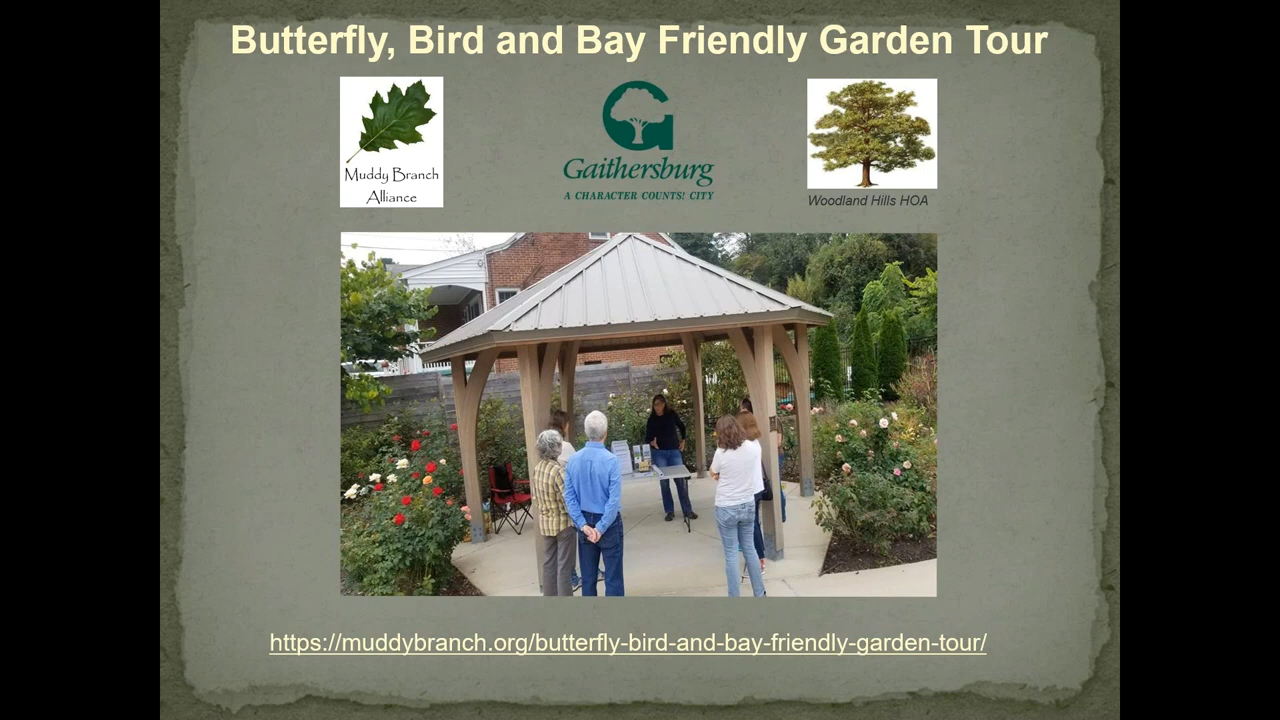 Butterfly, Bird and Bay Friendly Garden Tour
Muddy Branch
Alliance
Gaithersburg
A CHARACTER COUNTS! CITY
Woodland Hills HOA
https://muddybranch.org/butterfly-bird-and-bay-friendly-garden-tour/